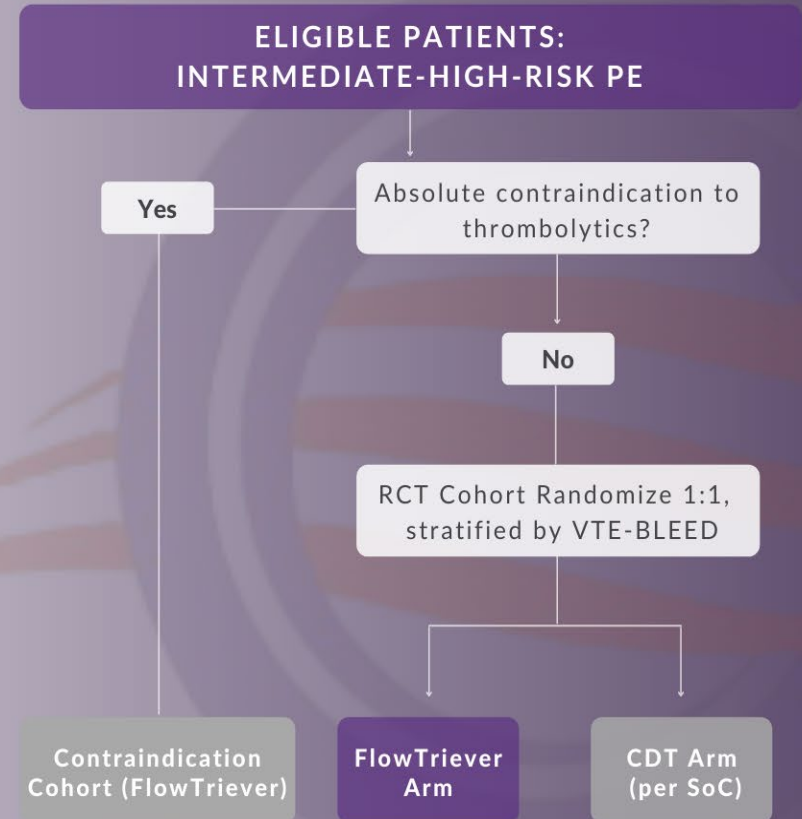 ELIGIBLE PATIENTS:
INTERMEDIATE-HIGH-RISK PE
Absolute contraindication to
thrombolytics?
Yes
No
RCT Cohort Randomize 1:1,
stratified by VTE-BLEED
Contraindication
Cohort (FlowTriever)
FlowTriever
Arm
CDT Arm
(per SoC)